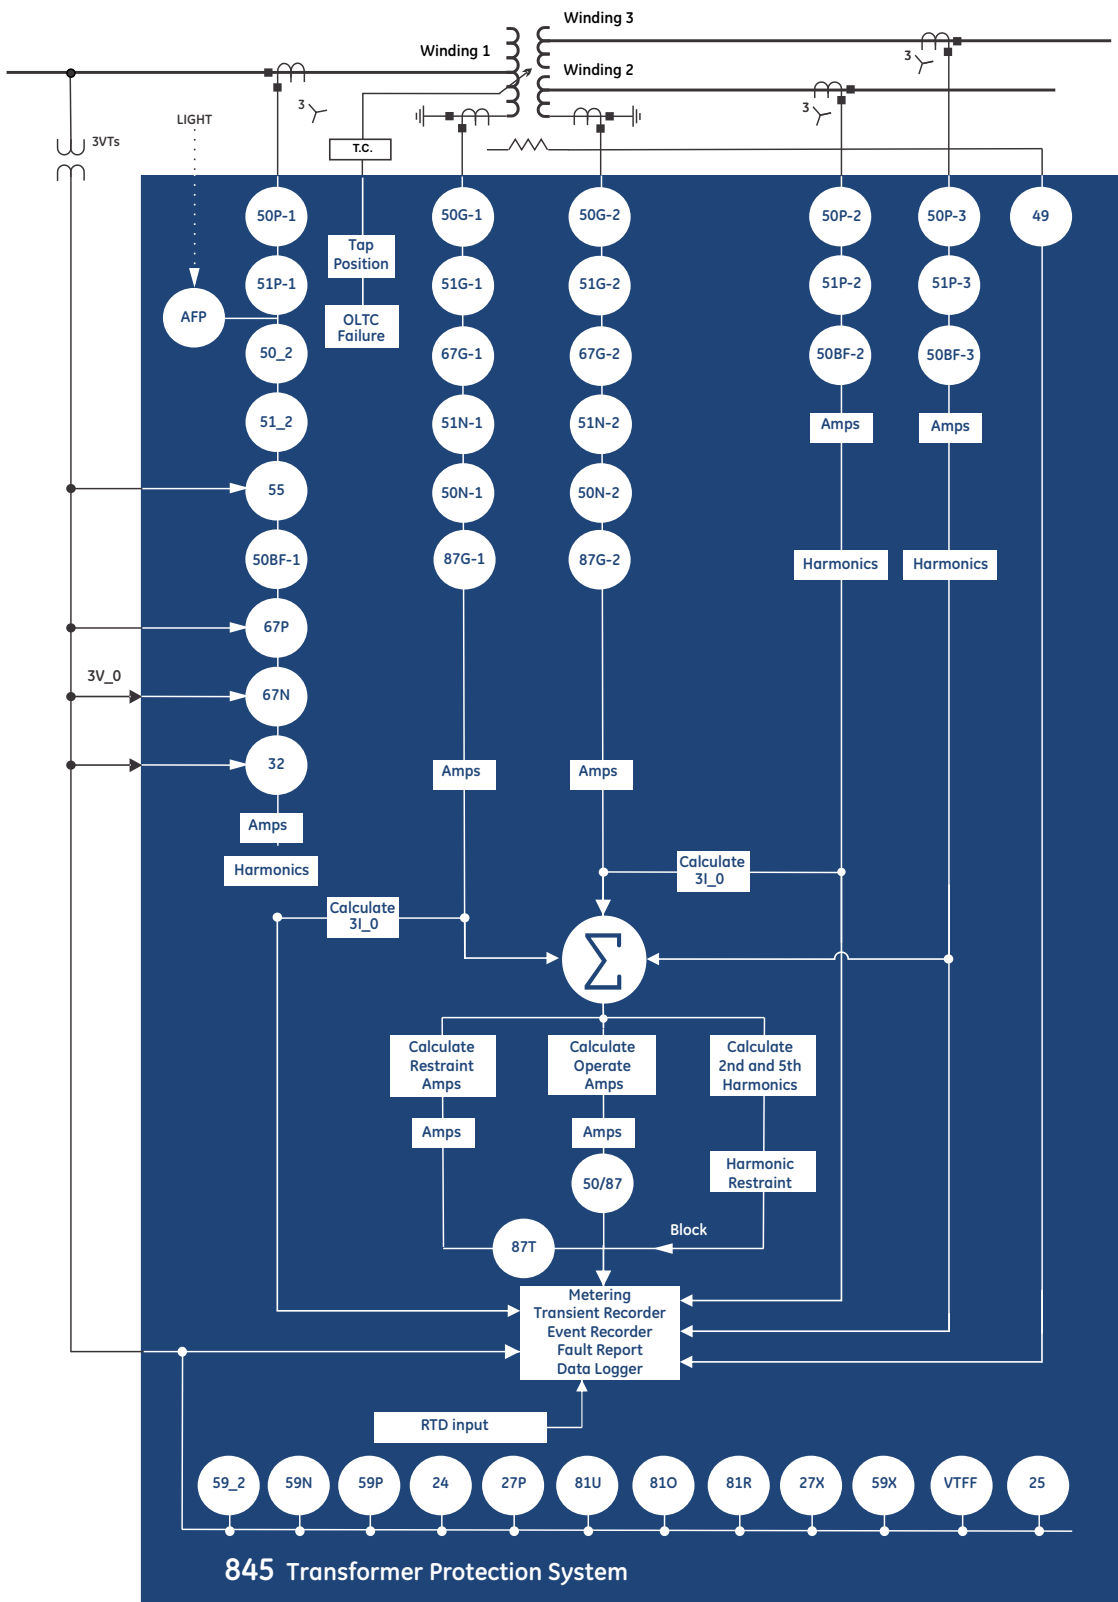 Winding 3
Winding 1
Winding 2
3
3
3
LIGHT
3VTs
T.C.
50P-1
50G-1
50G-2
50P-2
50P-3
49
Tap
Position
51P-1
51G-1
51G-2
51P-2
51P-3
AFP
OLTC
Failure
50_2
67G-1
67G-2
50BF-2
50BF-3
51_2
51N-1
51N-2
Amps
Amps
55
50N-1
50N-2
50BF-1
87G-1
87G-2
Harmonics
Harmonics
67P
3V_0
67N
32
Amps
Amps
Amps
Harmonics
Calculate
3I_0
Calculate
3I_0
Σ
Calculate
Restraint
Amps
Calculate
Operate
Amps
Calculate
2nd and 5th
Harmonics
Amps
Amps
Harmonic
Restraint
50/87
Block
87T
Metering
Transient Recorder
Event Recorder
Fault Report
Data Logger
RTD input
59_2
59N
59P
24
27P
81U
81O
81R
27X
59X
VTFF
25
845 Transformer Protection System